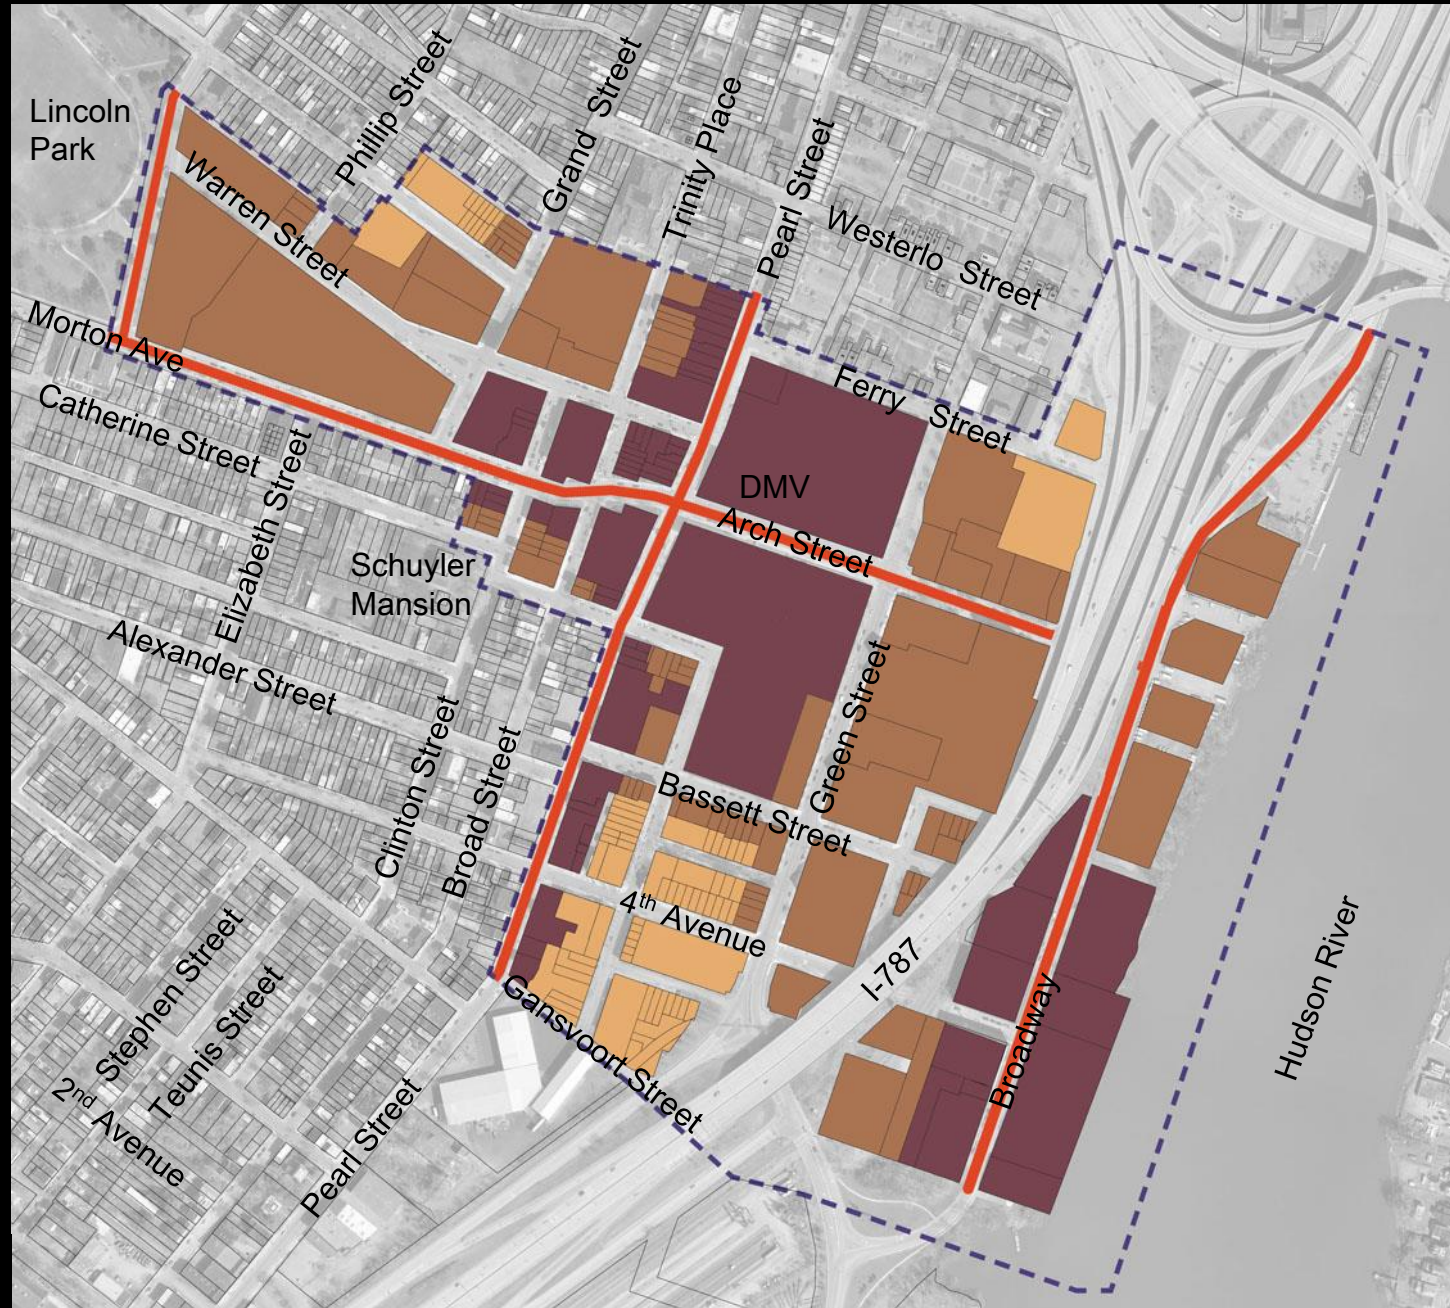 Lincoln
Park
Phillip Street
Grand Street
Trinity Place
Pearl Street
Warren Street
Westerlo Street
Morton Ave
Ferry Street
Catherine Street
DMV
Arch Street
Elizabeth Street
Schuyler
Mansion
Alexander Street
Green Street
Clinton Street
Broad Street
Bassett Street
4th Avenue
I-787
Hudson River
Stephen Street
Teunis Street
2nd Avenue
Gansvoort Street
Broadway
Pearl Street